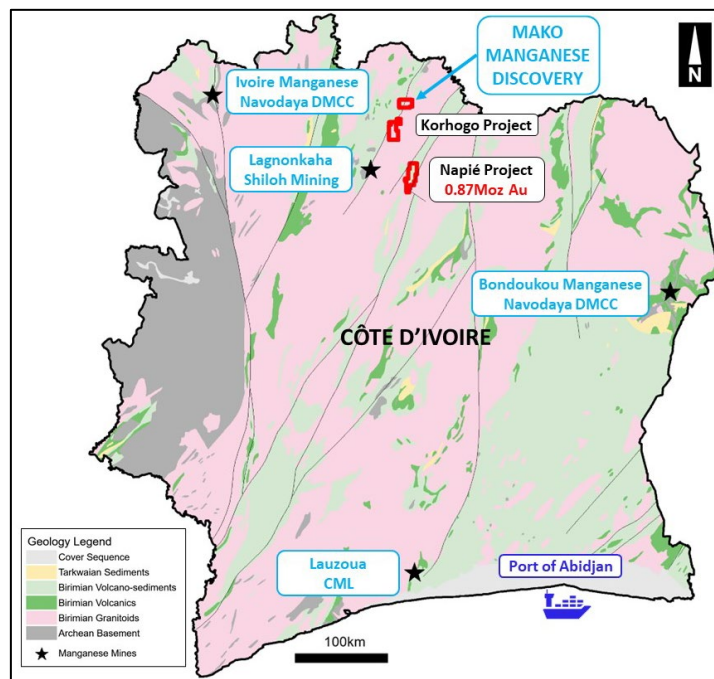 MAKO
MANGANESE
DISCOVERY
N
Ivoire Manganese
Navodaya DMCC
Korhogo Project
Lagnonkaha
Shiloh Mining
Napié Project
0.87Moz Au
Bondoukou Manganese
Navodaya DMCC
CÔTE D'IVOIRE
Geology Legend
Cover Sequence
Tarkwaian Sediments
Birimian Volcano-sediments
Birimian Volcanics
Birimian Granitoids
Archean Basement
Manganese Mines
Lauzoua
CML
Port of Abidjan
100km